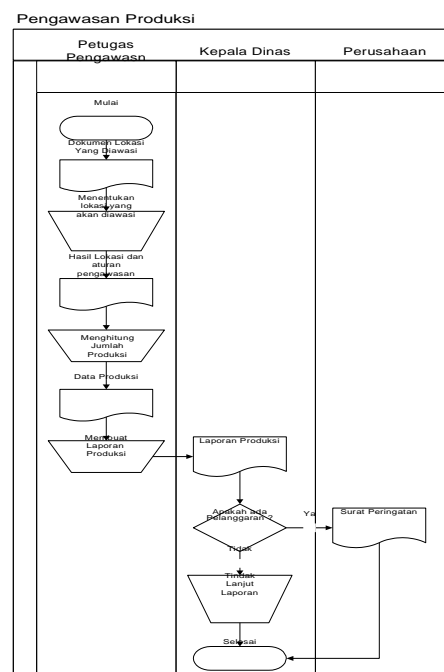 Pengawasan Produksi
Petugas
Pengawasn
Kepala Dinas
Perusahaan
Mulai
Dokumen Lokasi
Yang Diawasi
Menentukan
lokasi yang
akan diawasi
Hasil Lokasi dan
aturan
pengawasan
Menghitung
Jumlah
Produksi
Data Produksi
Membuat
Laporan
Produksi
Laporan Produksi
Apakah ada
Pelanggaran ?
Ya
Surat Peringatan
Tidak
Tindak
Lanjut
Laporan
Selesai